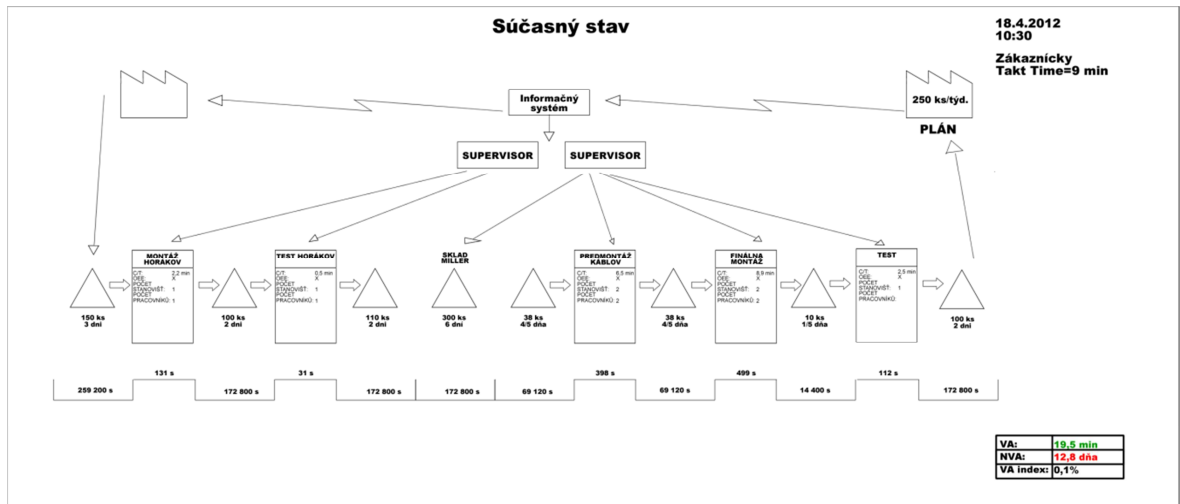 Súčasný stav
18.4.2012
10:30
Zákaznícky
Takt Time=9 min
Informačný
systém
250 ks/týd.
PLÁN
SUPERVISOR
SUPERVISOR
MONTÁŽ
HORÁKOV
C/T: 2,2 min
OEE: X
POČET
STANOVIŠŤ: 1
POČET
PRACOVNÍKŮ: 1
TEST HORÁKOV
C/T: 0,5 min
OEE: X
POČET
STANOVIŠŤ: 1
POČET
PRACOVNÍKŮ: 1
SKLAD
MILLER
PREDMONTÁŽ
KÁBLOV
C/T: 6,5 min
OEE: X
POČET
STANOVIŠŤ: 2
POČET
PRACOVNÍKŮ: 2
FINÁLNA
MONTÁŽ
C/T: 8,9 min
OEE: X
POČET
STANOVIŠŤ: 2
POČET
PRACOVNÍKŮ: 2
TEST
C/T: 2,5 min
OEE: X
POČET
STANOVIŠŤ: 1
POČET
PRACOVNÍKŮ: 1
150 ks
3 dni
100 ks
2 dni
110 ks
2 dni
300 ks
6 dni
38 ks
4/5 dňa
38 ks
4/5 dňa
10 ks
1/5 dňa
100 ks
2 dni
131 s
31 s
398 s
499 s
112 s
259 200 s
172 800 s
172 800 s
172 800 s
69 120 s
69 120 s
14 400 s
172 800 s
VA: 19,5 min
NVA: 12,8 dňa
VA index: 0,1%